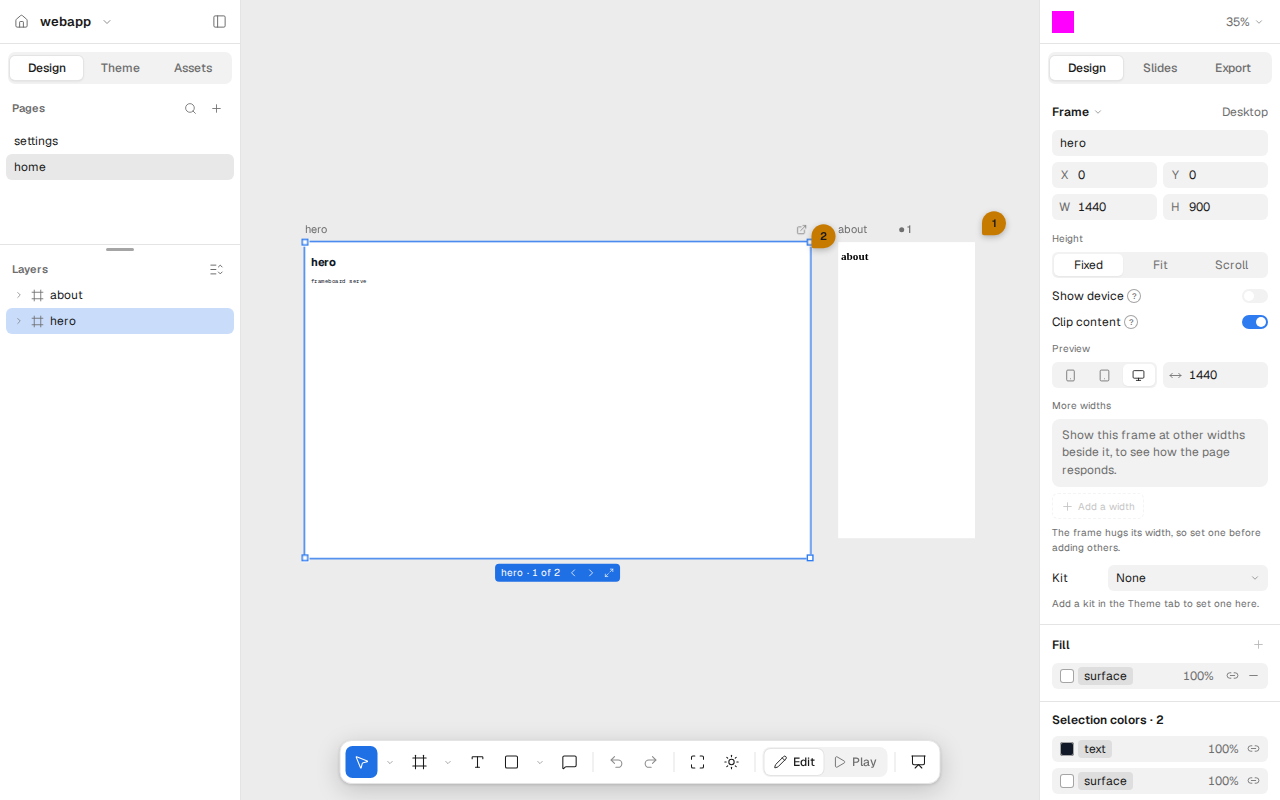 webapp
Design
Theme
Assets
Pages
settings
home
Layers
about
hero
hero
2
about
1
1
hero
frameboard serve
about
hero · 1 of 2
Edit
Play
35%
Design
Slides
Export
Frame
Desktop
hero
X 0
Y 0
W 1440
H 900
Height
Fixed
Fit
Scroll
Show device ?
Clip content ?
Preview
1440
More widths
Show this frame at other widths
beside it, to see how the page
responds.
Add a width
The frame hugs its width, so set one before
adding others.
Kit
None
Add a kit in the Theme tab to set one here.
Fill
surface 100%
Selection colors · 2
text 100%
surface 100%